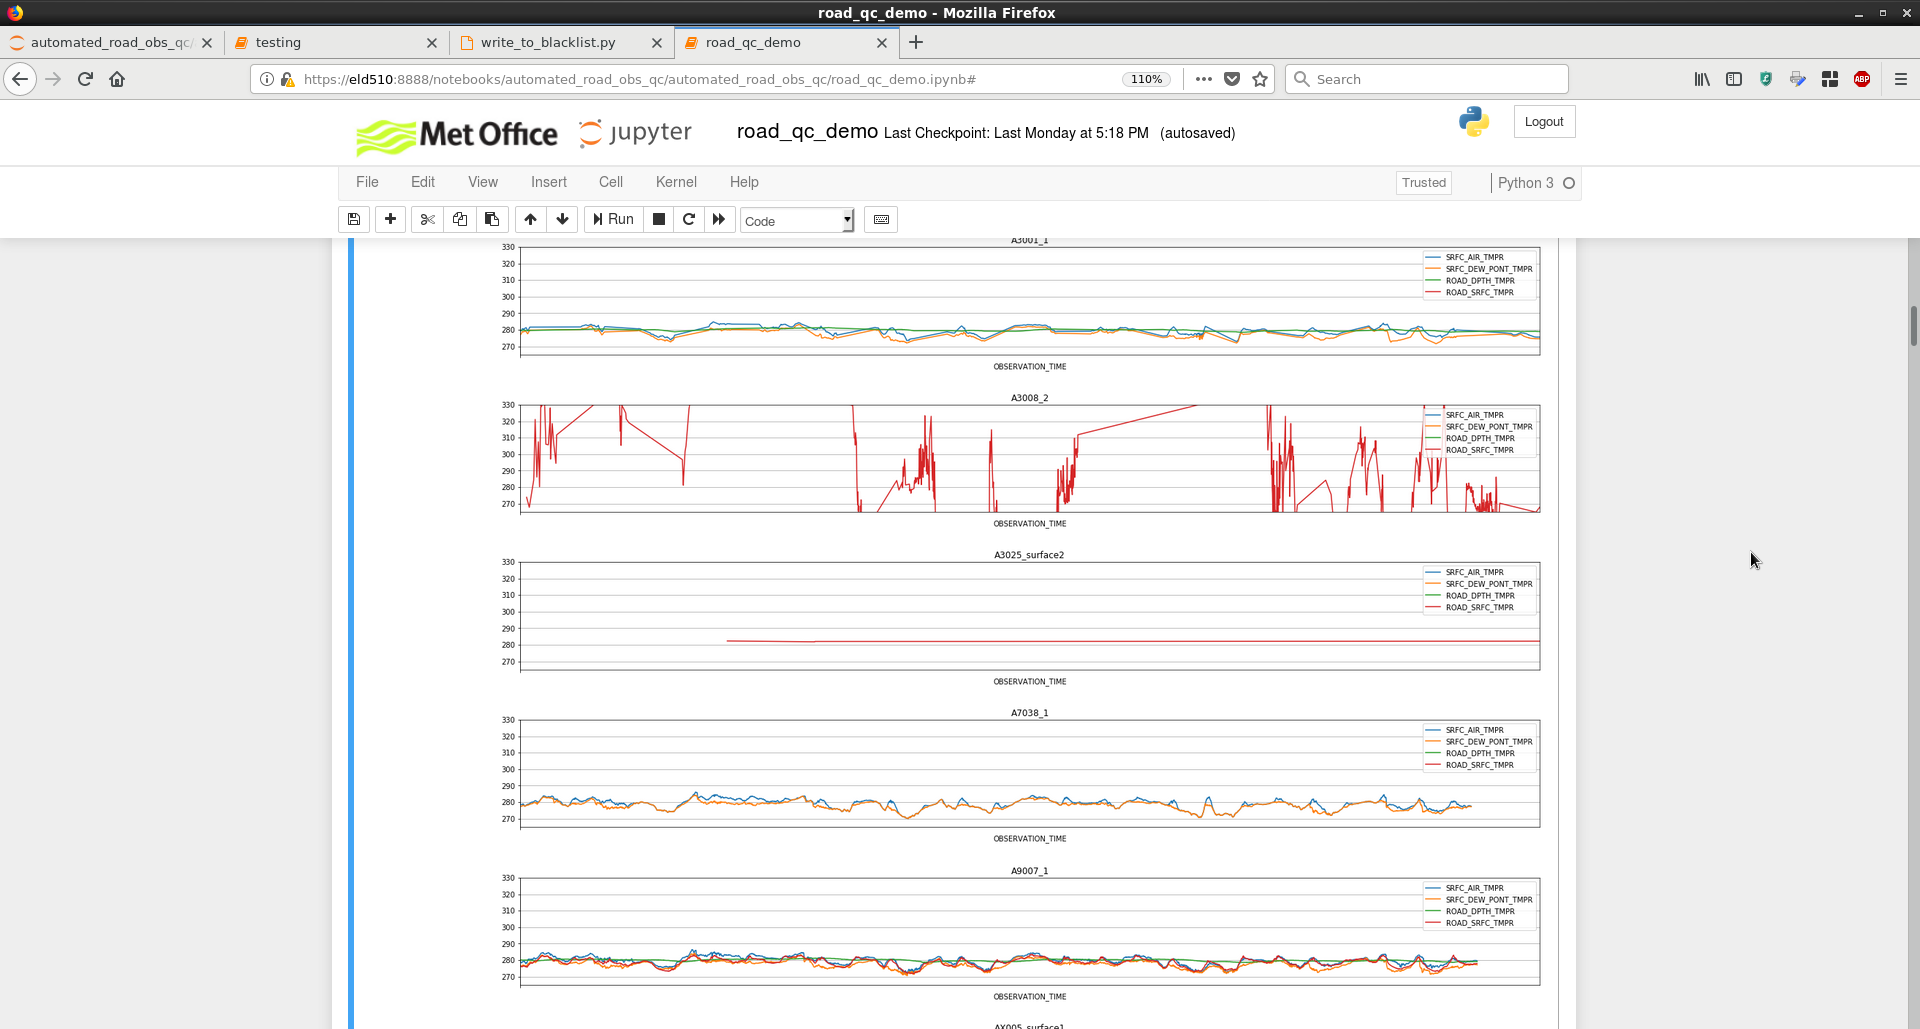 road_qc_demo - Mozilla Firefox
automated_road_obs_qc/
testing
write_to_blacklist.py
road_qc_demo
https://eld510:8888/notebooks/automated_road_obs_qc/automated_road_obs_qc/road_qc_demo.ipynb#
110%
Search
ABP
Met Office
jupyter
road_qc_demo Last Checkpoint: Last Monday at 5:18 PM (autosaved)
Logout
File Edit View Insert Cell Kernel Help
Trusted
Python 3
Run
Code
A3001_1
330
320
310
300
290
280
270
SRFC_AIR_TMPR
SRFC_DEW_PONT_TMPR
ROAD_DPTH_TMPR
ROAD_SRFC_TMPR
OBSERVATION_TIME
A3008_2
330
320
310
300
290
280
270
SRFC_AIR_TMPR
SRFC_DEW_PONT_TMPR
ROAD_DPTH_TMPR
ROAD_SRFC_TMPR
OBSERVATION_TIME
A3025_surface2
330
320
310
300
290
280
270
SRFC_AIR_TMPR
SRFC_DEW_PONT_TMPR
ROAD_DPTH_TMPR
ROAD_SRFC_TMPR
OBSERVATION_TIME
A7038_1
330
320
310
300
290
280
270
SRFC_AIR_TMPR
SRFC_DEW_PONT_TMPR
ROAD_DPTH_TMPR
ROAD_SRFC_TMPR
OBSERVATION_TIME
A9007_1
330
320
310
300
290
280
270
SRFC_AIR_TMPR
SRFC_DEW_PONT_TMPR
ROAD_DPTH_TMPR
ROAD_SRFC_TMPR
OBSERVATION_TIME
AX005_surface1